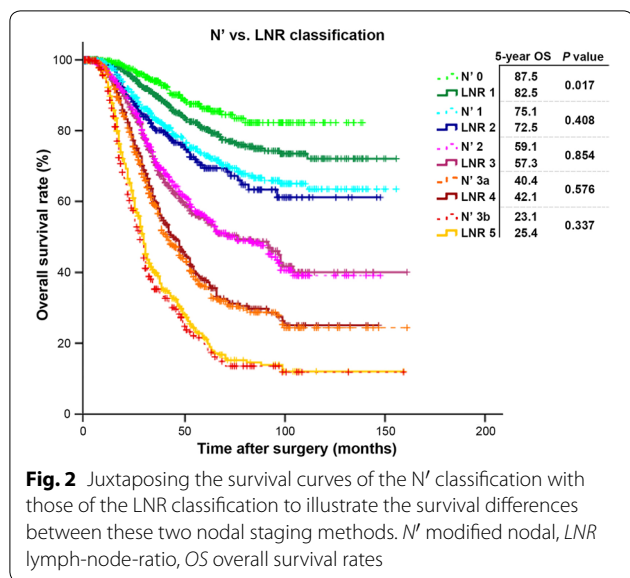 N' vs. LNR classification
5-year OS P value
N' 0 87.5
LNR 1 82.5
0.017
N' 1 75.1
LNR 2 72.5
0.408
N' 2 59.1
LNR 3 57.3
0.854
N' 3a 40.4
LNR 4 42.1
0.576
N' 3b 23.1
LNR 5 25.4
0.337
Overall survival rate (%)
100
80
60
40
20
0
0 50 100 150 200
Time after surgery (months)
Fig. 2 Juxtaposing the survival curves of the N′ classification with
those of the LNR classification to illustrate the survival differences
between these two nodal staging methods. N′ modified nodal, LNR
lymph-node-ratio, OS overall survival rates